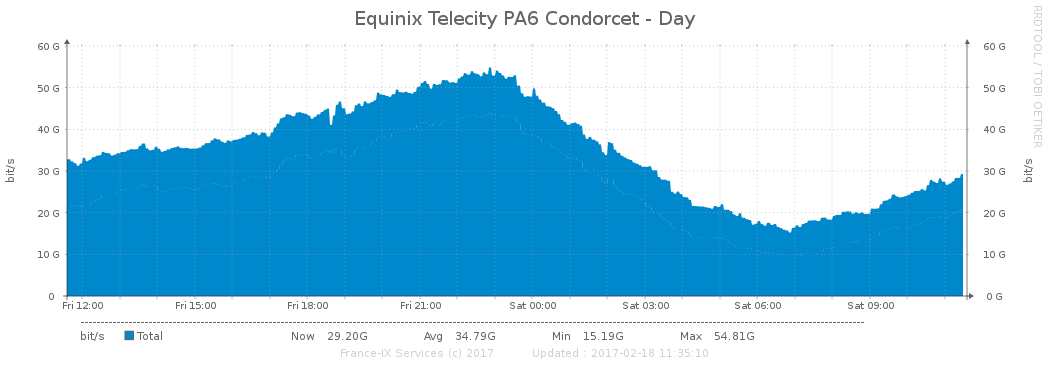 Equinix Telecity PA6 Condorcet - Day
RRDTOOL / TOBI OETIKER
60 G 60 G
50 G 50 G
40 G 40 G
30 G 30 G
20 G 20 G
10 G 10 G
0 0 G
bit/s
bit/s
Fri 12:00 Fri 15:00 Fri 18:00 Fri 21:00 Sat 00:00 Sat 03:00 Sat 06:00 Sat 09:00
bit/s Total Now 29.20G Avg 34.79G Min 15.19G Max 54.81G
France-IX Services (c) 2017 Updated : 2017-02-18 11:35:10